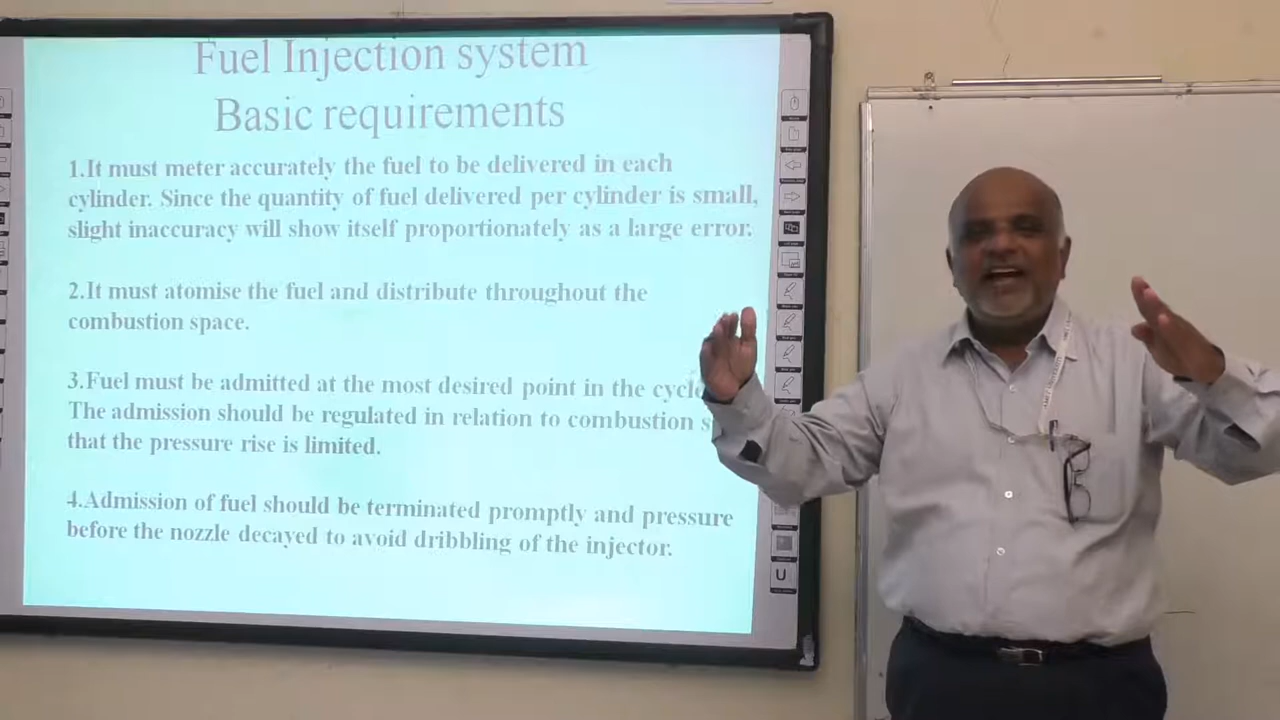 Fuel Injection system
Basic requirements
1.It must meter accurately the fuel to be delivered in each
cylinder. Since the quantity of fuel delivered per cylinder is small,
slight inaccuracy will show itself proportionately as a large error.
2.It must atomise the fuel and distribute throughout the
combustion space.
3.Fuel must be admitted at the most desired point in the cycle
The admission should be regulated in relation to combustion
that the pressure rise is limited.
4.Admission of fuel should be terminated promptly and pressure
before the nozzle decayed to avoid dribbling of the injector.
U